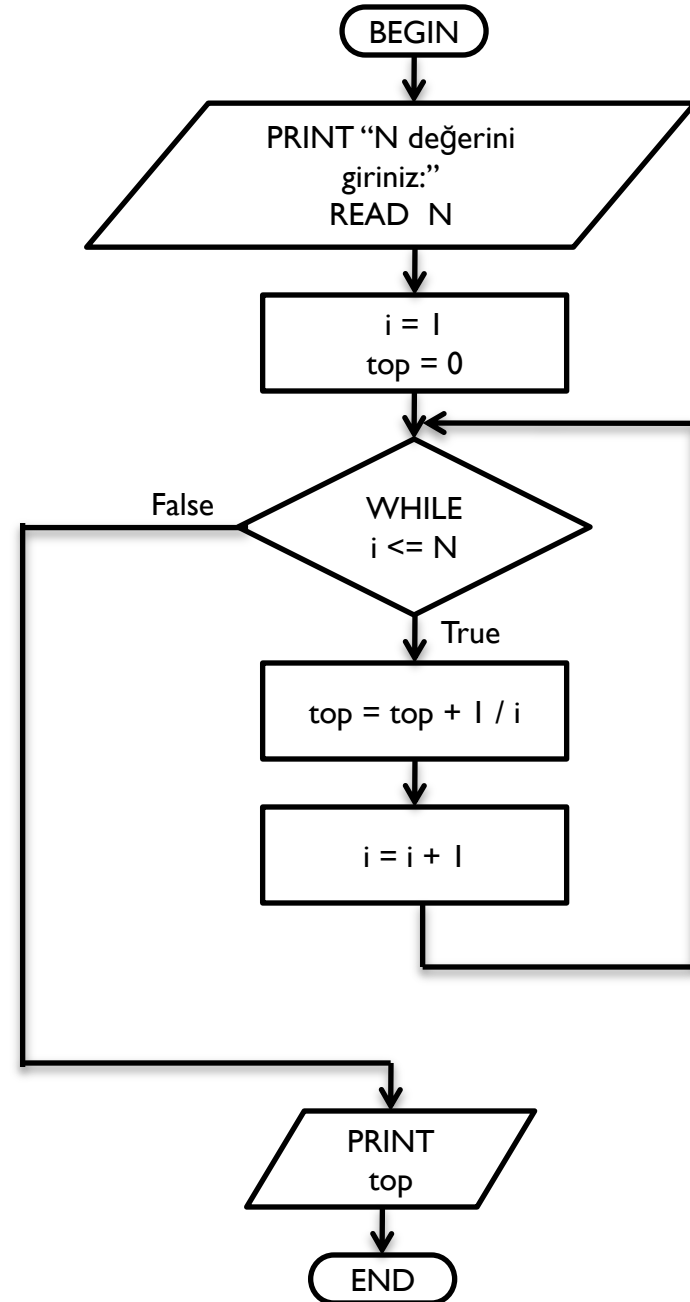 BEGIN
PRINT “N değerini
giriniz:”
READ N
i = 1
top = 0
WHILE
i <= N
False
True
top = top + 1 / i
i = i + 1
PRINT
top
END